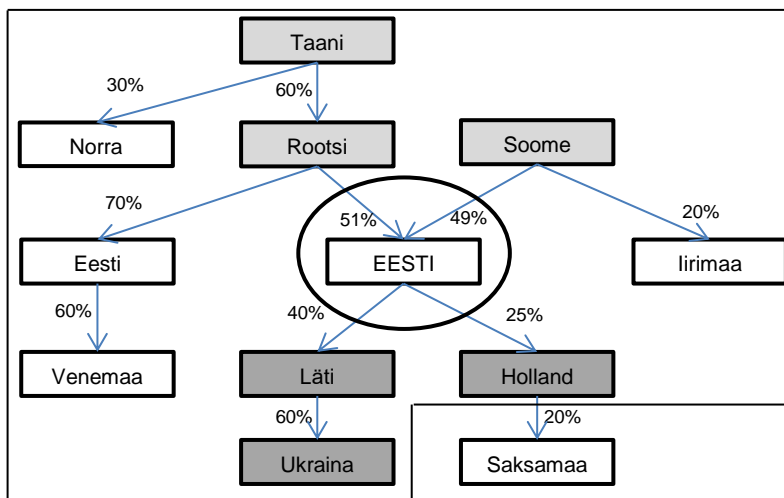 Taani
30%
60%
Norra
Rootsi
Soome
70%
51%
49%
20%
Eesti
EESTI
Iirimaa
60%
40%
25%
Venemaa
Läti
Holland
60%
20%
Ukraina
Saksamaa